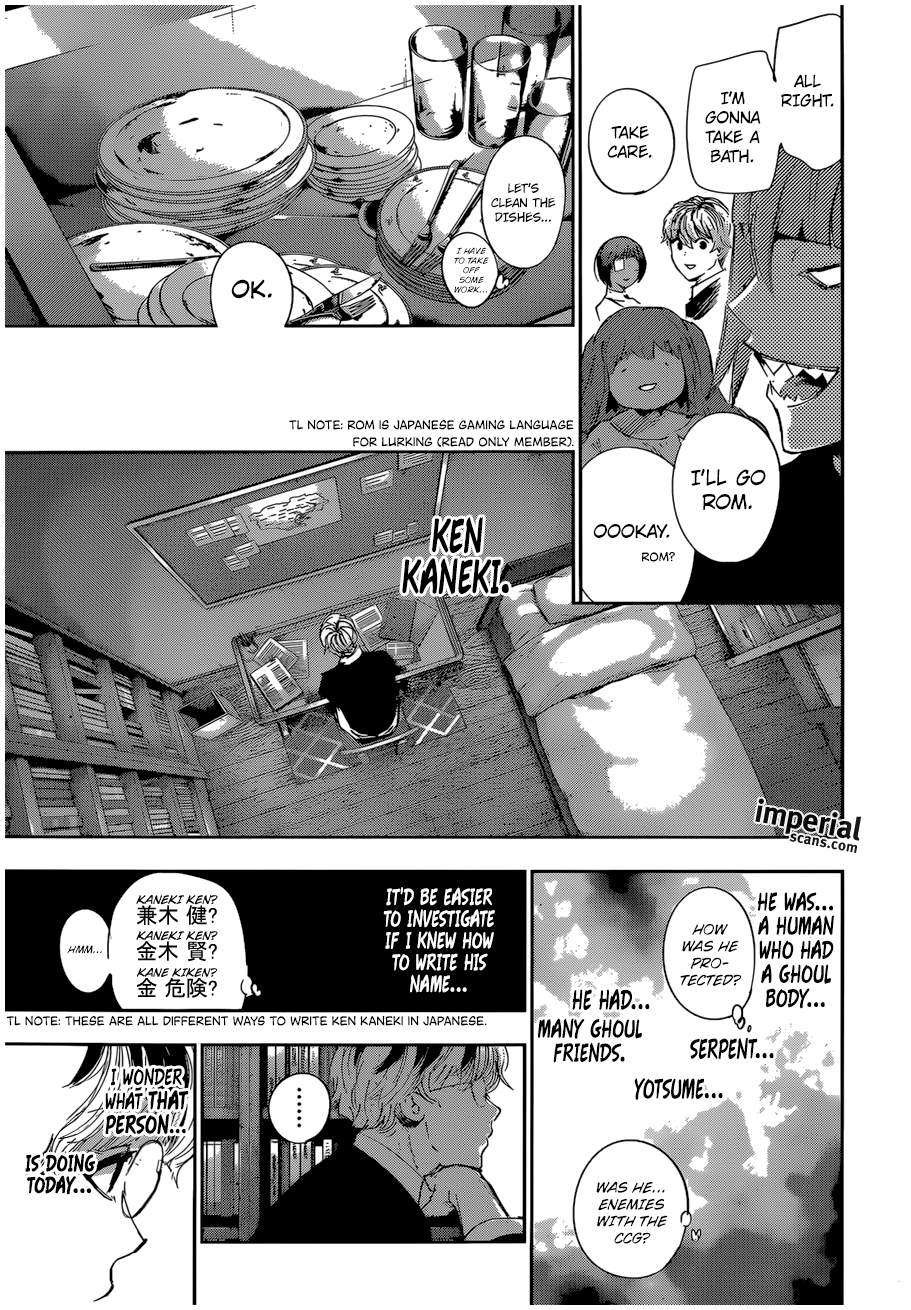 ALL
RIGHT.
I'M
GONNA
TAKE A
BATH.
TAKE
CARE.
I'LL GO
ROM.
OOOKAY.
ROM?
LET'S
CLEAN THE
DISHES...
I HAVE
TO TAKE
OFF
SOME
WORK...
OK.
TL NOTE: ROM IS JAPANESE GAMING LANGUAGE
FOR LURKING (READ ONLY MEMBER).
KEN
KANEKI.
imperial
scans.com
HE WAS...
A HUMAN
WHO HAD
A GHOUL
BODY...
HOW
WAS HE
PRO-
TECTED?
HE HAD...
MANY GHOUL
FRIENDS.
SERPENT...
YOTSUME...
WAS HE...
ENEMIES
WITH THE
CCG?
IT'D BE EASIER
TO INVESTIGATE
IF I KNEW HOW
TO WRITE HIS
NAME...
KANEKI KEN?
兼木 健?
KANEKI KEN?
金木 賢?
KANE KIKEN?
金 危険?
HMM...
TL NOTE: THESE ARE ALL DIFFERENT WAYS TO WRITE KEN KANEKI IN JAPANESE.
......
I WONDER
WHAT THAT
PERSON...
IS DOING
TODAY...